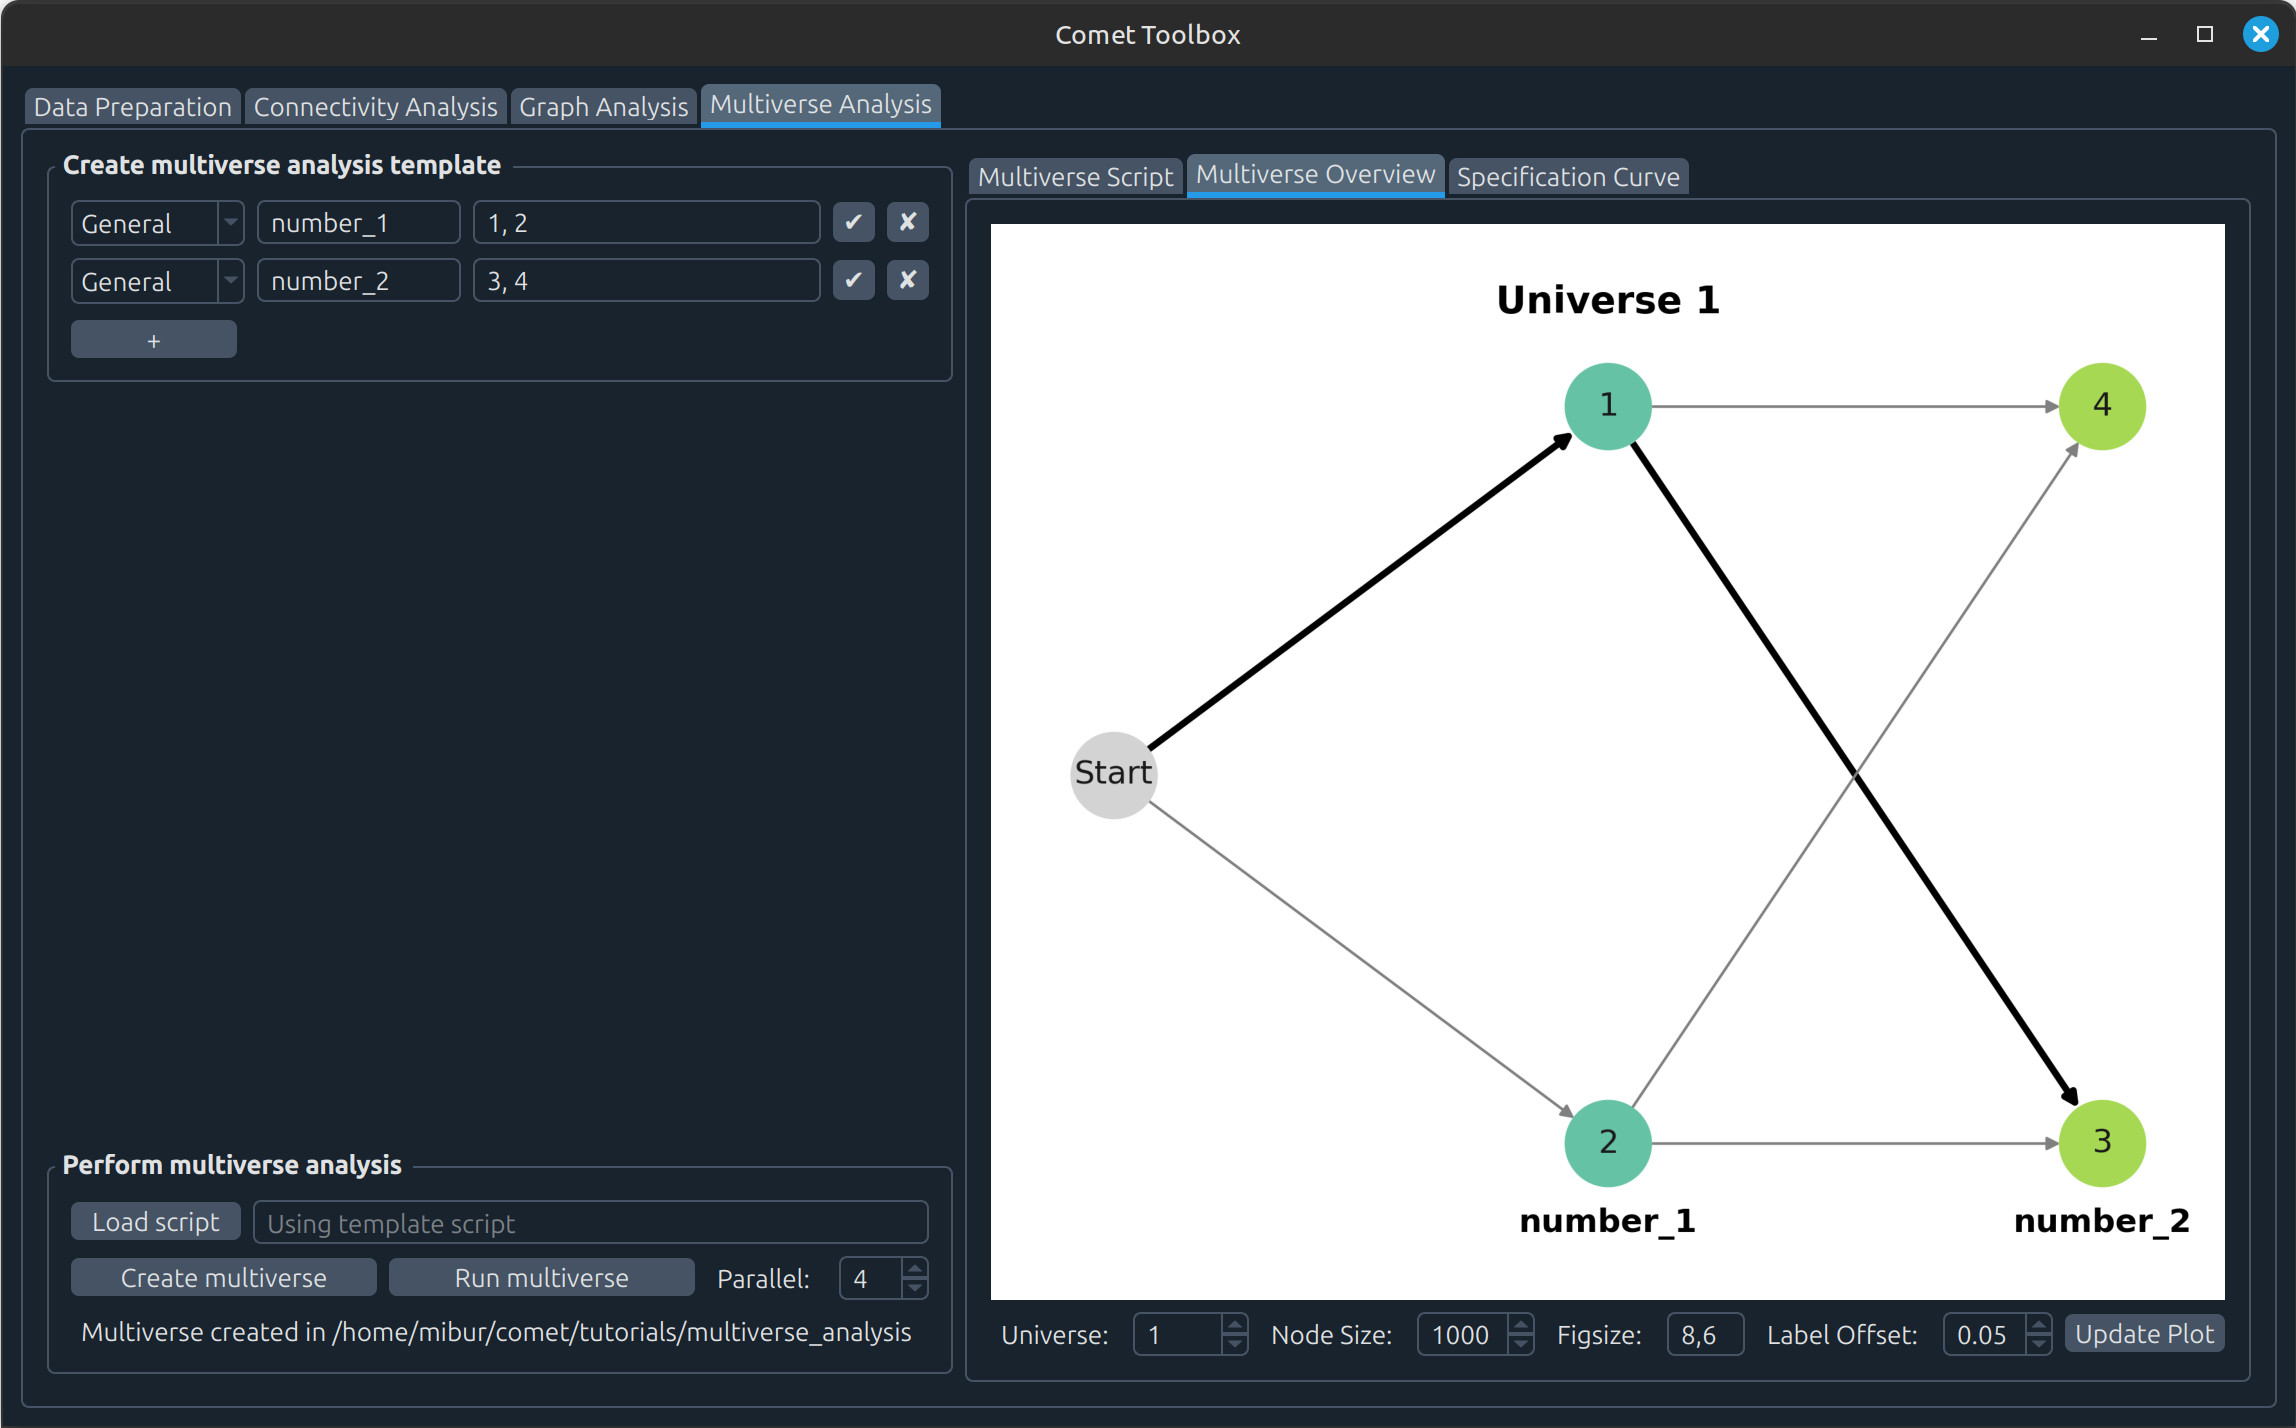 Comet Toolbox
Data Preparation
Connectivity Analysis
Graph Analysis
Multiverse Analysis
Create multiverse analysis template
General
number_1
1, 2
✔
✘
General
number_2
3, 4
✔
✘
+
Perform multiverse analysis
Load script
Using template script
Create multiverse
Run multiverse
Parallel:
4
Multiverse created in /home/mibur/comet/tutorials/multiverse_analysis
Multiverse Script
Multiverse Overview
Specification Curve
Universe 1
1
4
Start
2
3
number_1
number_2
Universe:
1
Node Size:
1000
Figsize:
8,6
Label Offset:
0.05
Update Plot